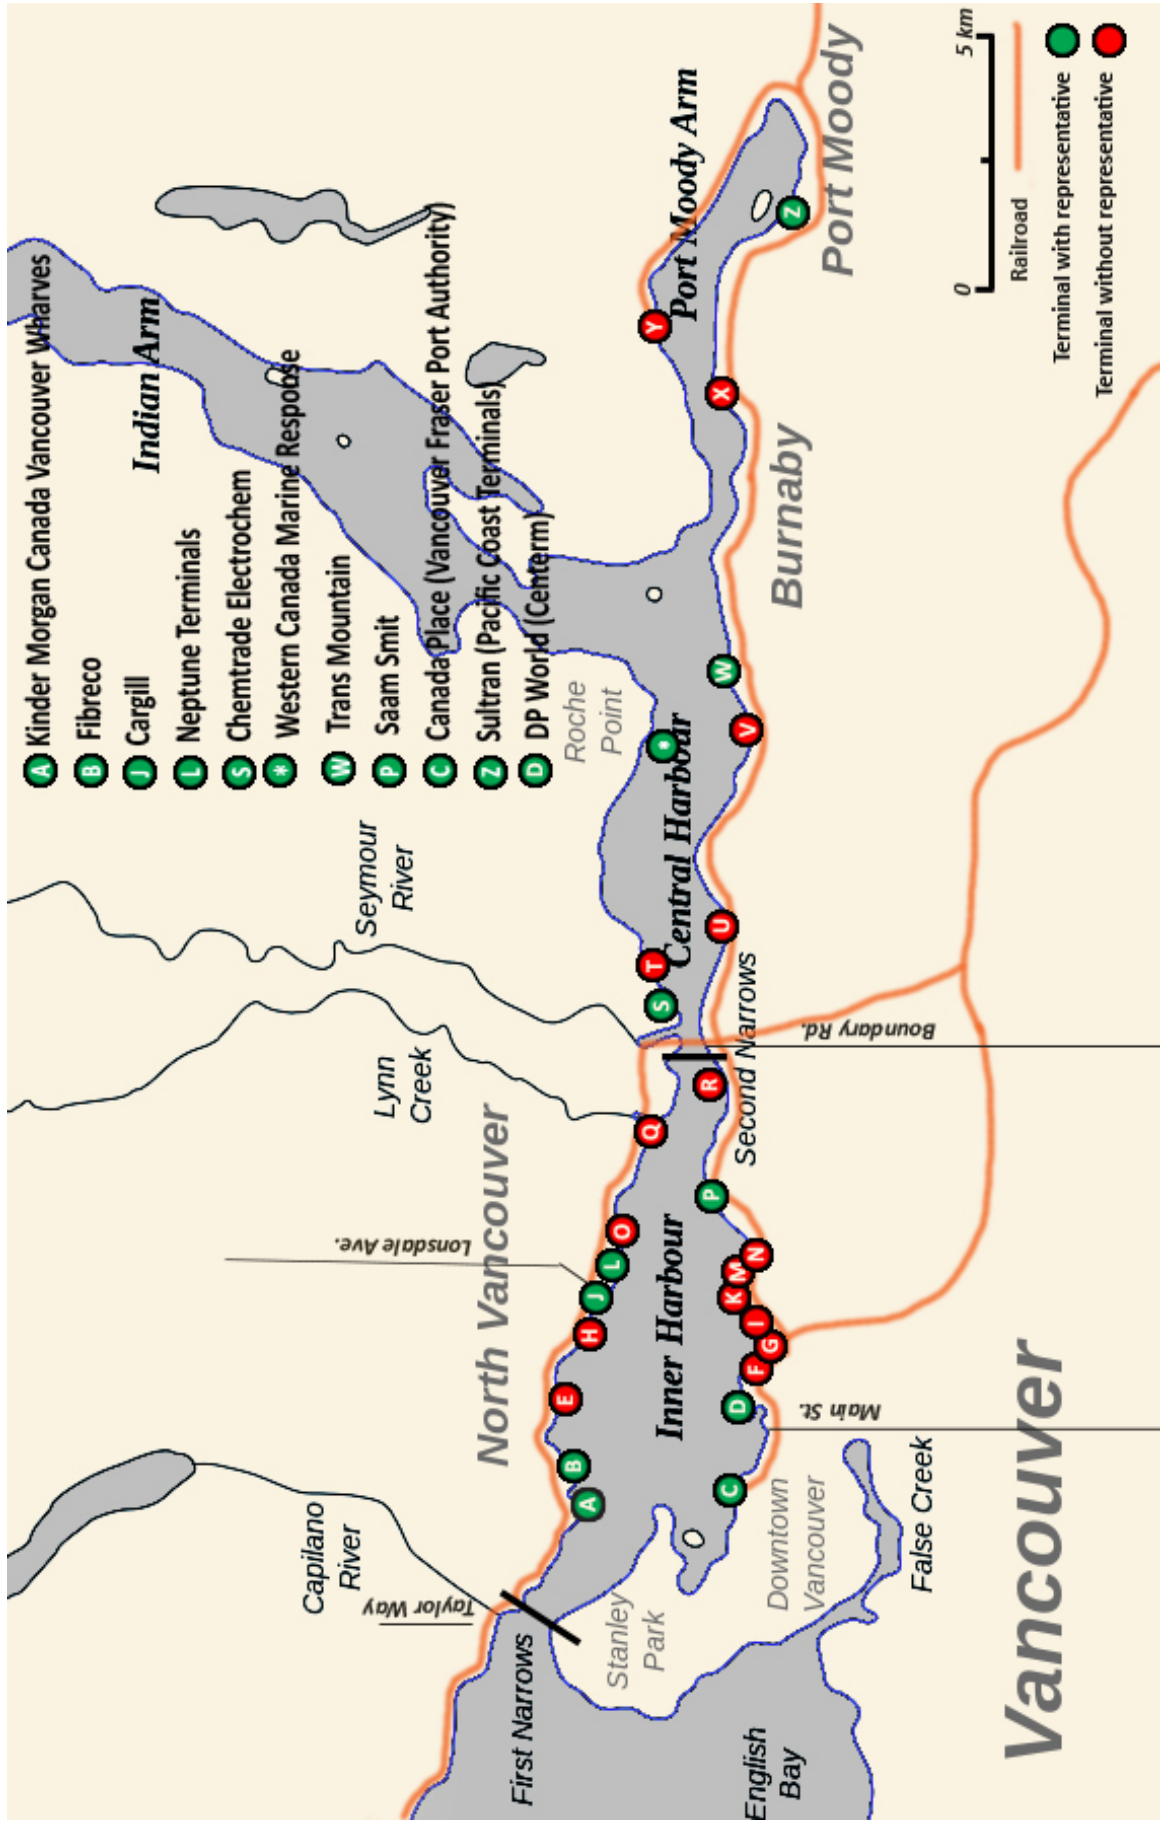 A Kinder Morgan Canada Vancouver Wharves
B Fibreco
J Cargill
L Neptune Terminals
S Chemtrade Electrochem
* Western Canada Marine Response
W Trans Mountain
P Saam Smit
C Canada Place (Vancouver Fraser Port Authority)
Z Sultran (Pacific Coast Terminals)
D DP World (Centerm)
Indian Arm
Seymour
River
Lynn
Creek
Capilano
River
Taylor Way
Lonsdale Ave.
North Vancouver
Roche
Point
First Narrows
Stanley
Park
English
Bay
Inner Harbour
Central Harbour
Port Moody Arm
Second Narrows
Boundary Rd.
Main St.
Downtown
Vancouver
False Creek
Vancouver
Burnaby
Port Moody
A
B
E
H
J
L
O
Q
S
T
*
Y
C
D
F
G
I
K
M
N
P
R
U
V
W
X
Z
0
5 km
Railroad
Terminal with representative
Terminal without representative